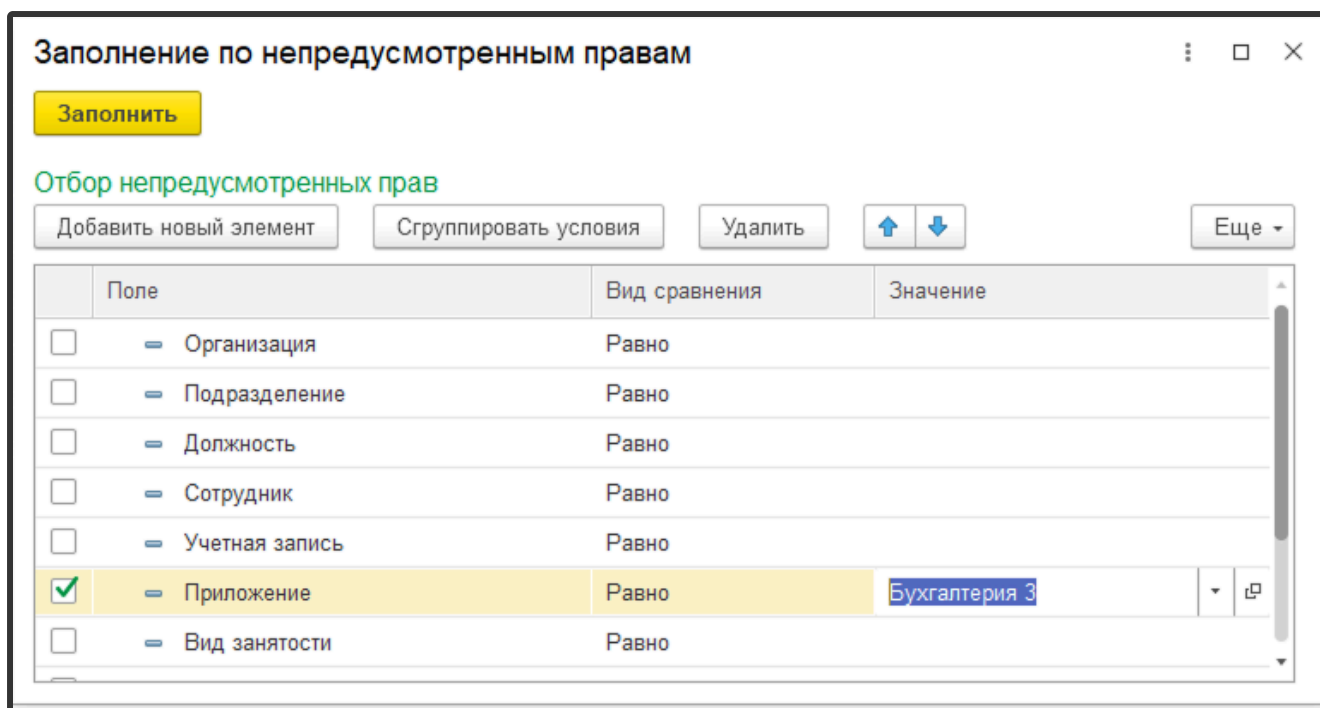 Заполнение по непредусмотренным правам
Заполнить
Отбор непредусмотренных прав
Добавить новый элемент Сгруппировать условия Удалить Еще
Поле Вид сравнения Значение
Организация Равно
Подразделение Равно
Должность Равно
Сотрудник Равно
Учетная запись Равно
Приложение Равно Бухгалтерия 3
Вид занятости Равно